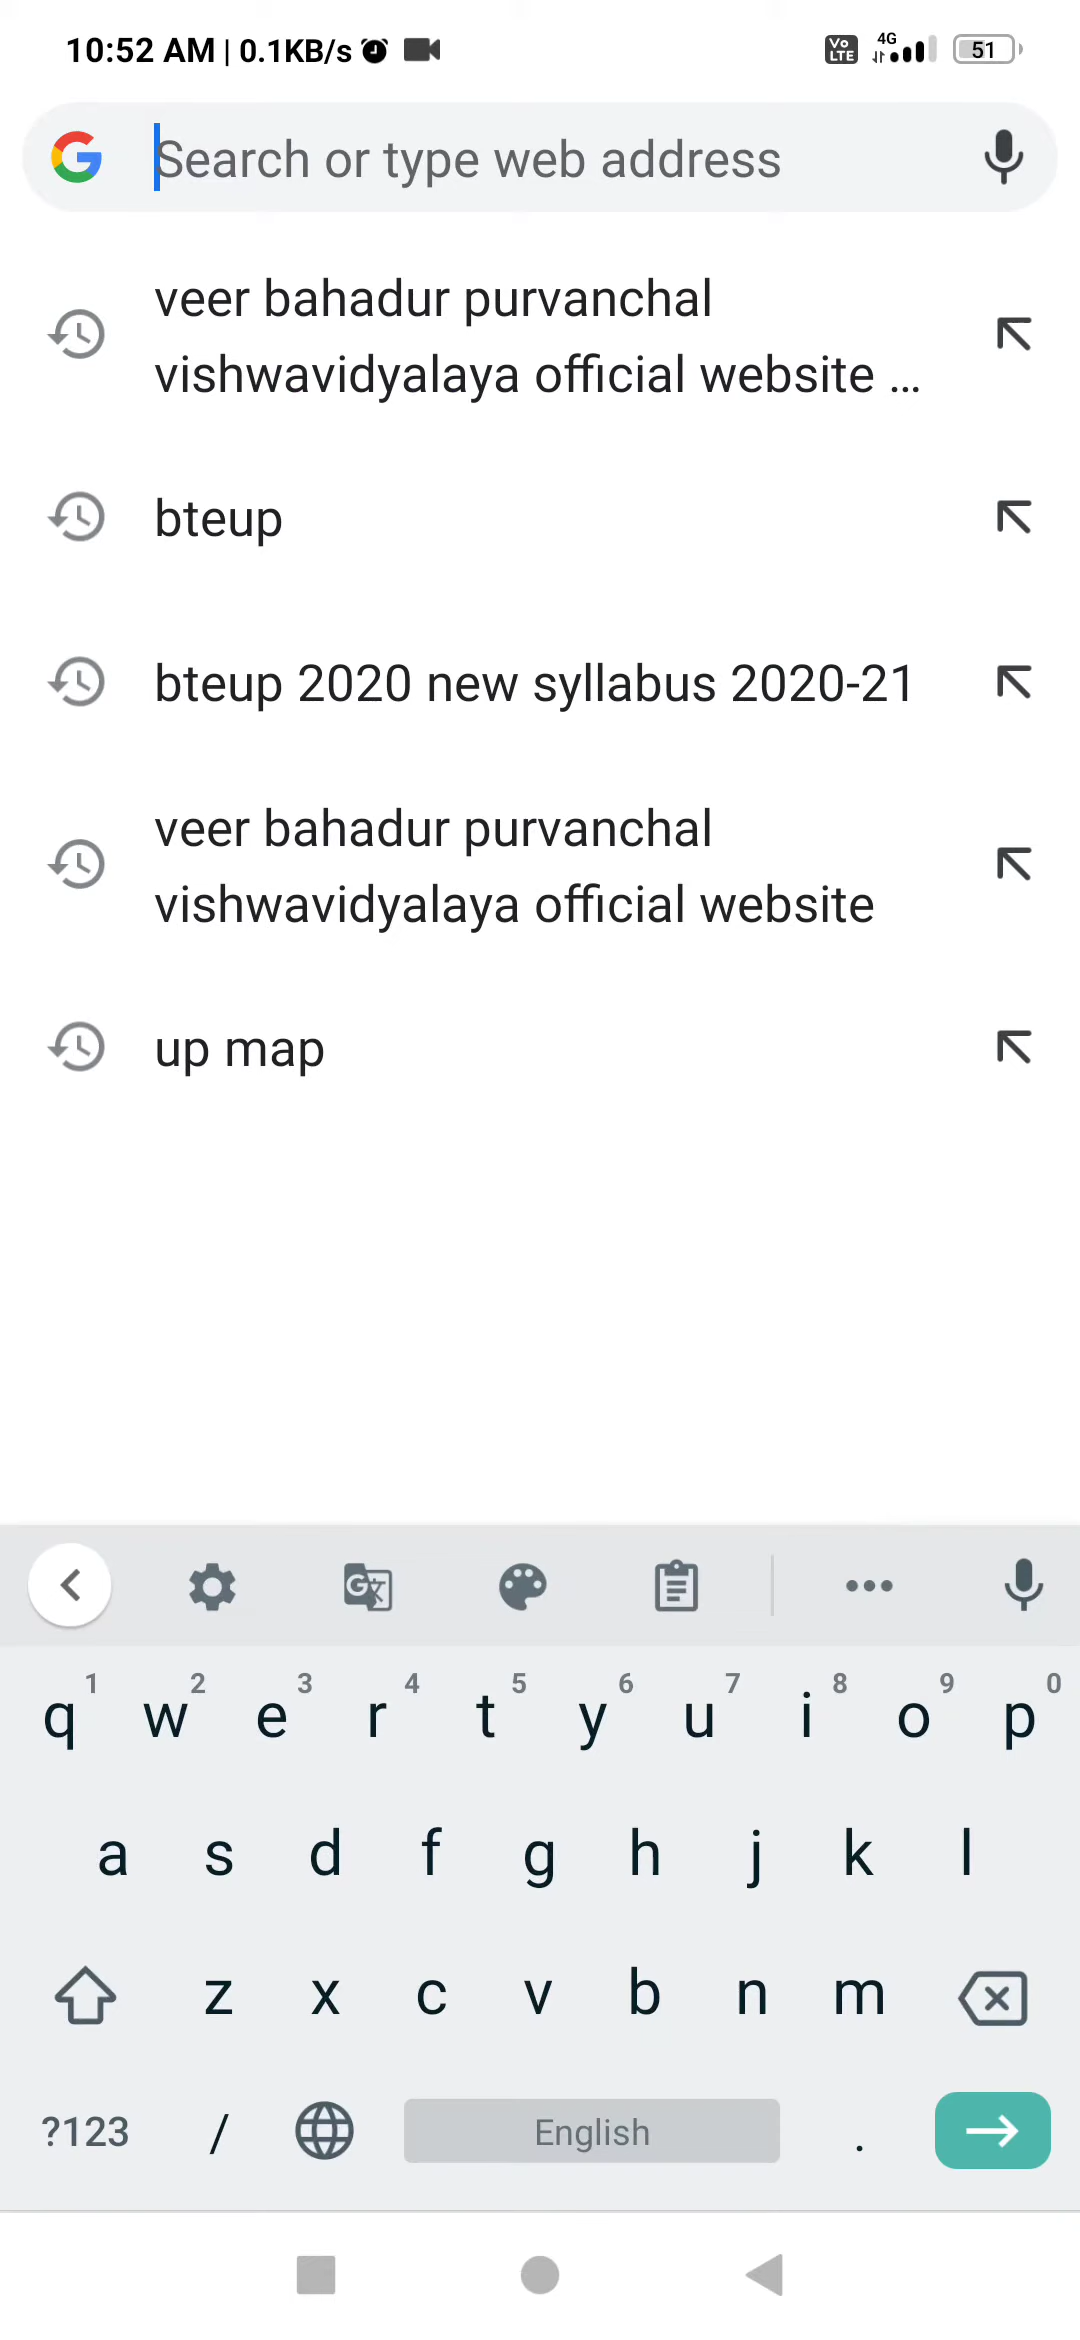 10:52 AM | 0.1KB/s
Vo LTE 4G 51
Search or type web address
veer bahadur purvanchal
vishwavidyalaya official website ...
bteup
bteup 2020 new syllabus 2020-21
veer bahadur purvanchal
vishwavidyalaya official website
up map
1 2 3 4 5 6 7 8 9 0
q w e r t y u i o p
a s d f g h j k l
z x c v b n m
?123 / English .